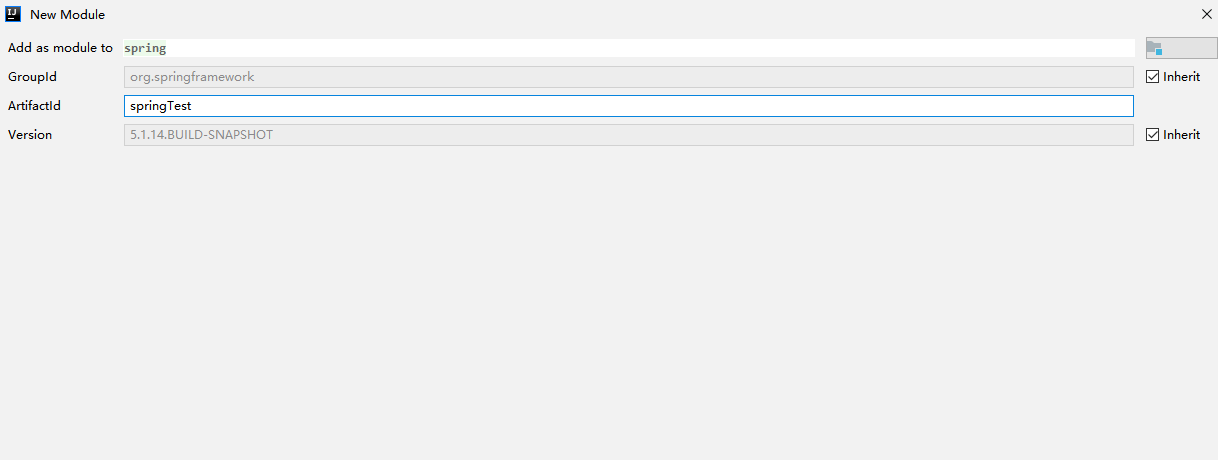 IJ New Module
Add as module to spring
GroupId org.springframework Inherit
ArtifactId springTest
Version 5.1.14.BUILD-SNAPSHOT Inherit